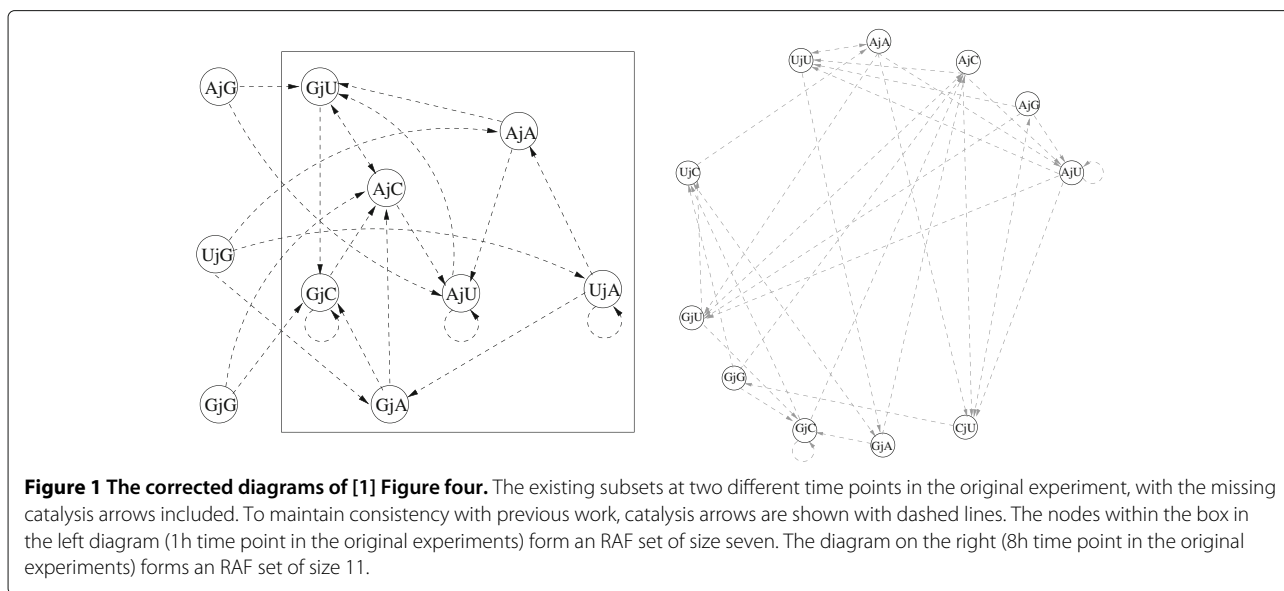 AjG
GjU
AjA
AjC
UjG
GjC
AjU
UjA
GjG
GjA
AjA
UjU
AjC
AjG
UjC
AjU
GjU
GjG
GjC
GjA
CjU
Figure 1 The corrected diagrams of [1] Figure four. The existing subsets at two different time points in the original experiment, with the missing
catalysis arrows included. To maintain consistency with previous work, catalysis arrows are shown with dashed lines. The nodes within the box in
the left diagram (1h time point in the original experiments) form an RAF set of size seven. The diagram on the right (8h time point in the original
experiments) forms an RAF set of size 11.